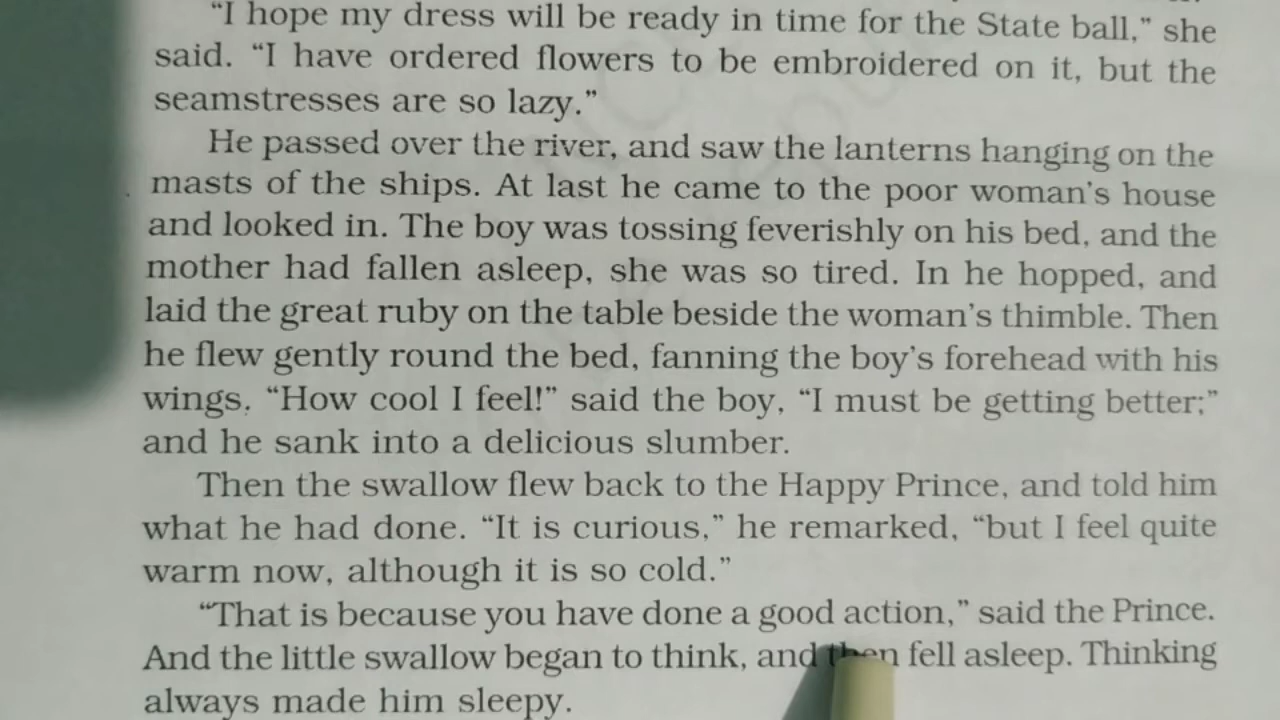 “I hope my dress will be ready in time for the State ball,” she
said. “I have ordered flowers to be embroidered on it, but the
seamstresses are so lazy.”
He passed over the river, and saw the lanterns hanging on the
masts of the ships. At last he came to the poor woman’s house
and looked in. The boy was tossing feverishly on his bed, and the
mother had fallen asleep, she was so tired. In he hopped, and
laid the great ruby on the table beside the woman’s thimble. Then
he flew gently round the bed, fanning the boy’s forehead with his
wings. “How cool I feel!” said the boy, “I must be getting better;”
and he sank into a delicious slumber.
Then the swallow flew back to the Happy Prince, and told him
what he had done. “It is curious,” he remarked, “but I feel quite
warm now, although it is so cold.”
“That is because you have done a good action,” said the Prince.
And the little swallow began to think, and then fell asleep. Thinking
always made him sleepy.